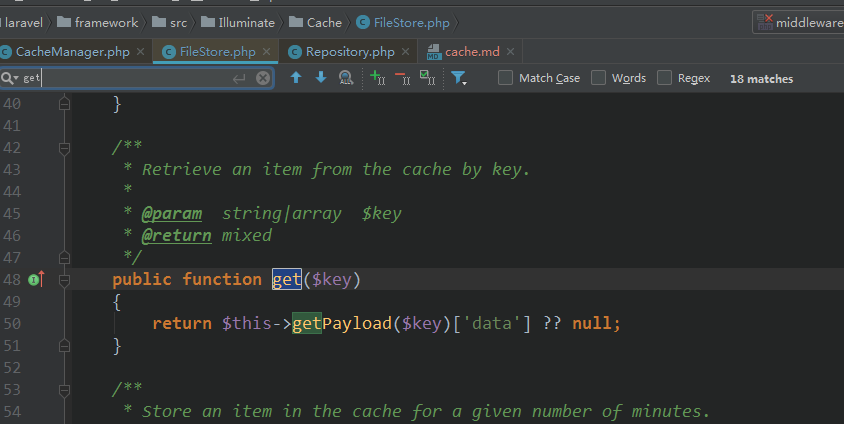 laravel framework src Illuminate Cache FileStore.php middleware
CacheManager.php FileStore.php Repository.php cache.md
get Match Case Words Regex 18 matches
40 }
41
42 /**
43 * Retrieve an item from the cache by key.
44 *
45 * @param string|array $key
46 * @return mixed
47 */
48 public function get($key)
49 {
50 return $this->getPayload($key)['data'] ?? null;
51 }
52
53 /**
54 * Store an item in the cache for a given number of minutes.